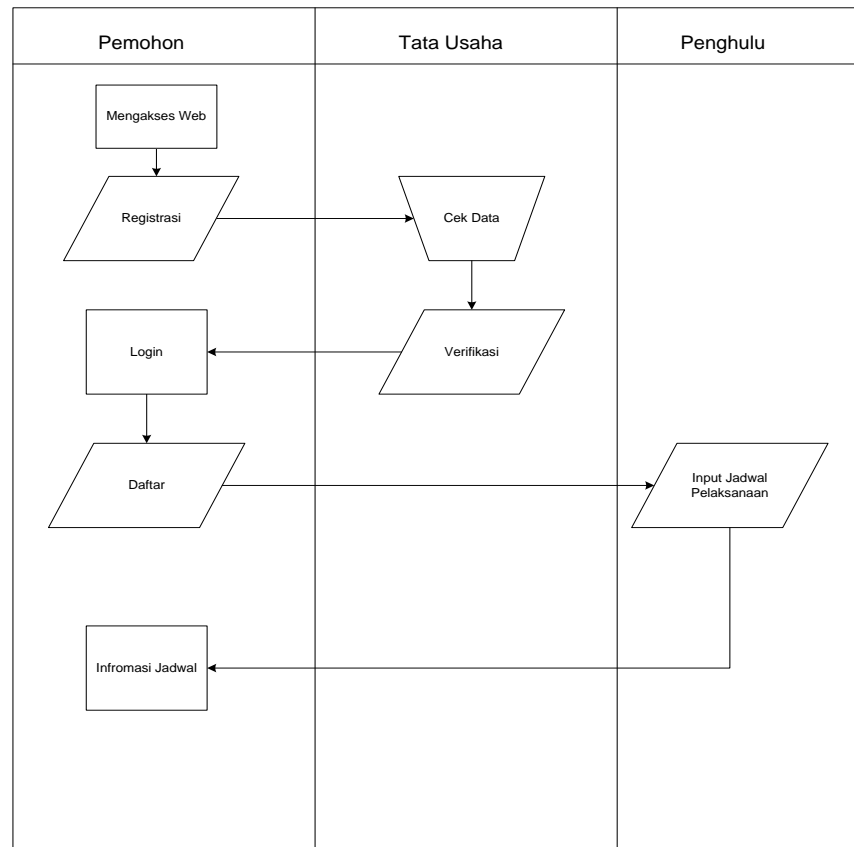 Pemohon
Tata Usaha
Penghulu
Mengakses Web
Registrasi
Cek Data
Login
Verifikasi
Daftar
Input Jadwal
Pelaksanaan
Infromasi Jadwal